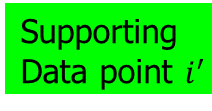 Supporting
Data point i′